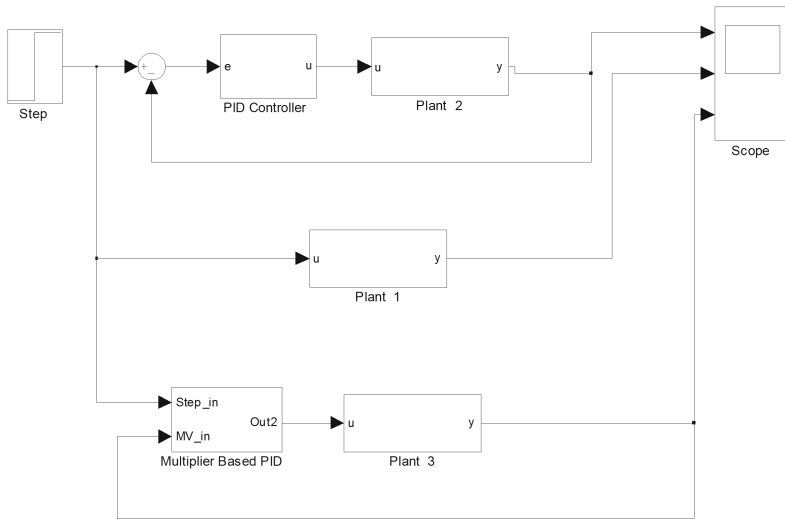 Step
+
_
e
u
PID Controller
u
y
Plant 2
Scope
u
y
Plant 1
Step_in
MV_in
Out2
Multiplier Based PID
u
y
Plant 3